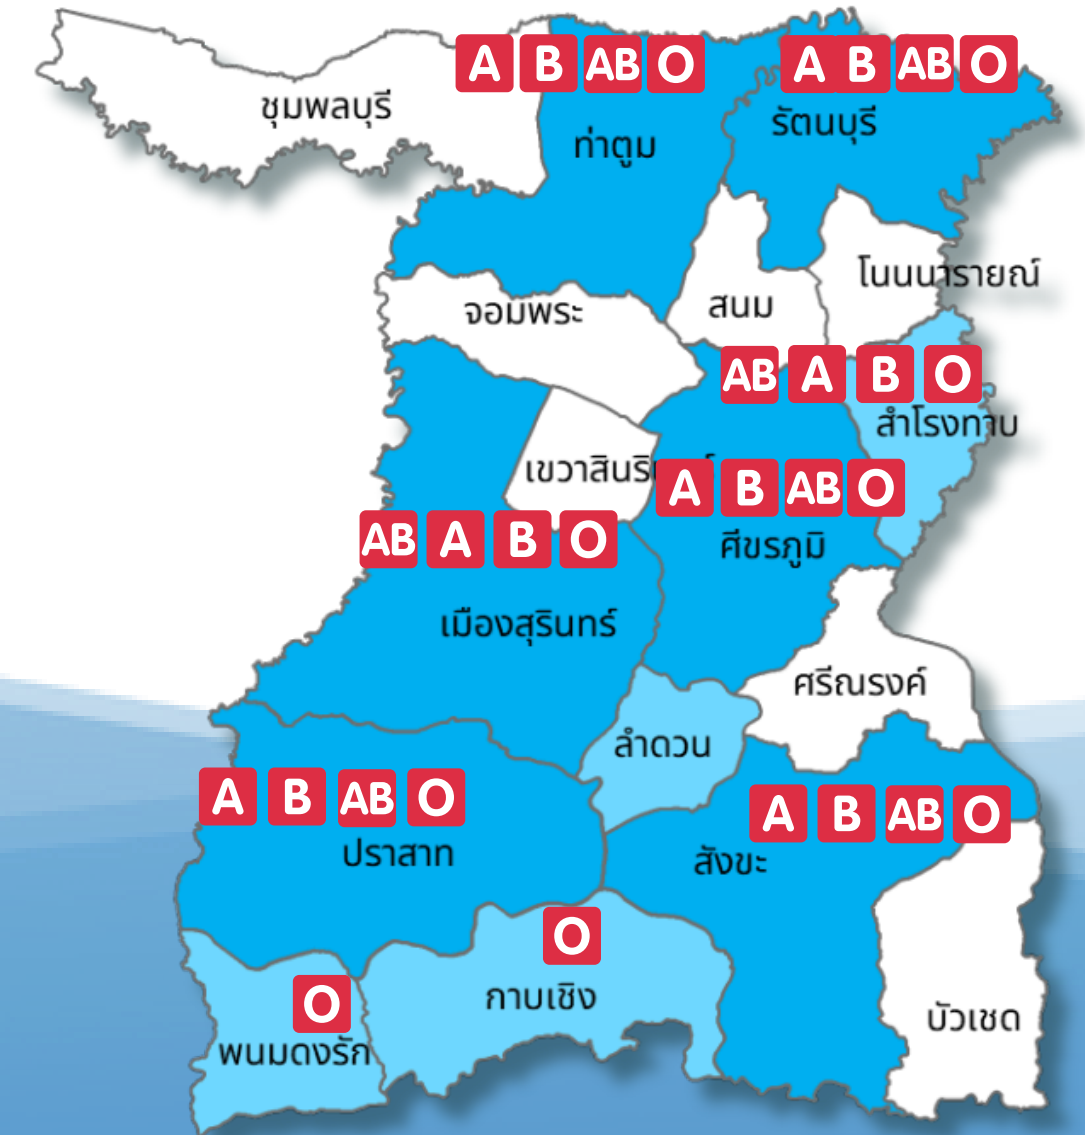 A B AB O
A B AB O
ชุมพลบุรี
รัตนบุรี
ท่าตูม
โนนนารายณ์
สนม
จอมพระ
AB A B O
สำโรงทาบ
เขวาสินริ
A B AB O
AB A B O
ศีขรภูมิ
เมืองสุรินทร์
ศรีณรงค์
ลำดวน
A B AB O
A B AB O
ปราสาท
สังขะ
O
กาบเชิง
O
บัวเชด
พนมดงรัก